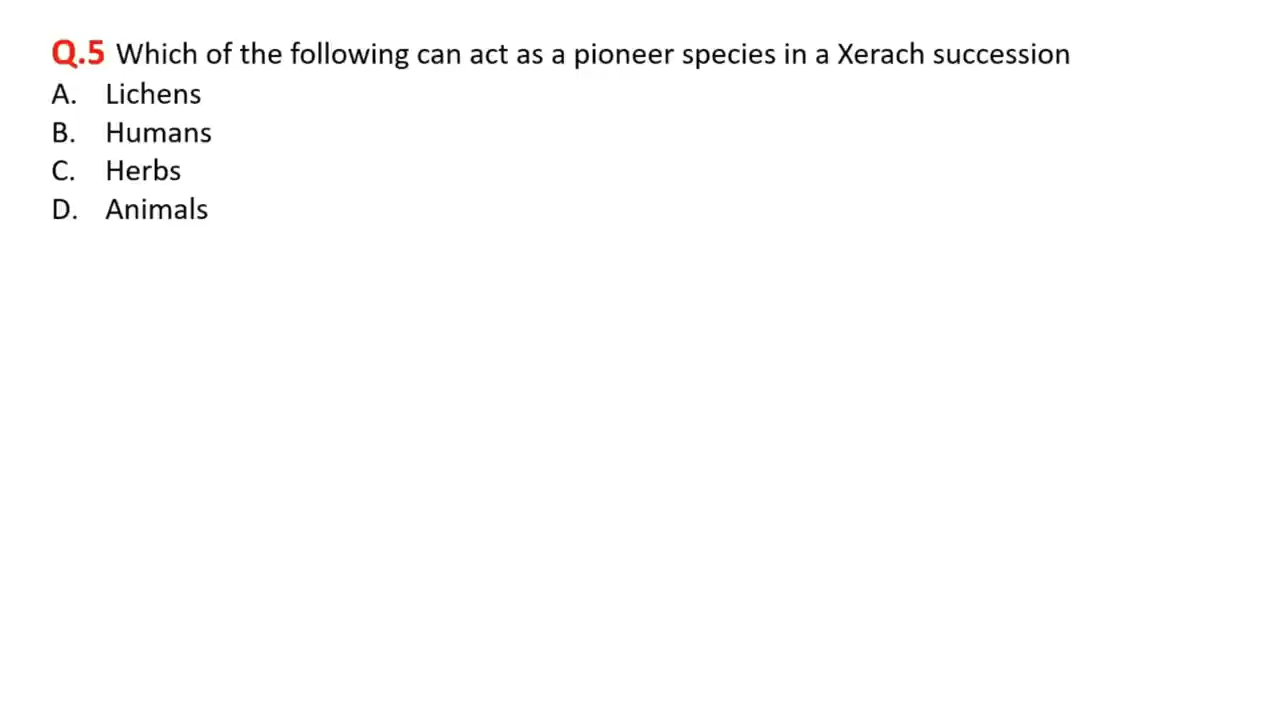 Q.5 Which of the following can act as a pioneer species in a Xerach succession
A. Lichens
B. Humans
C. Herbs
D. Animals